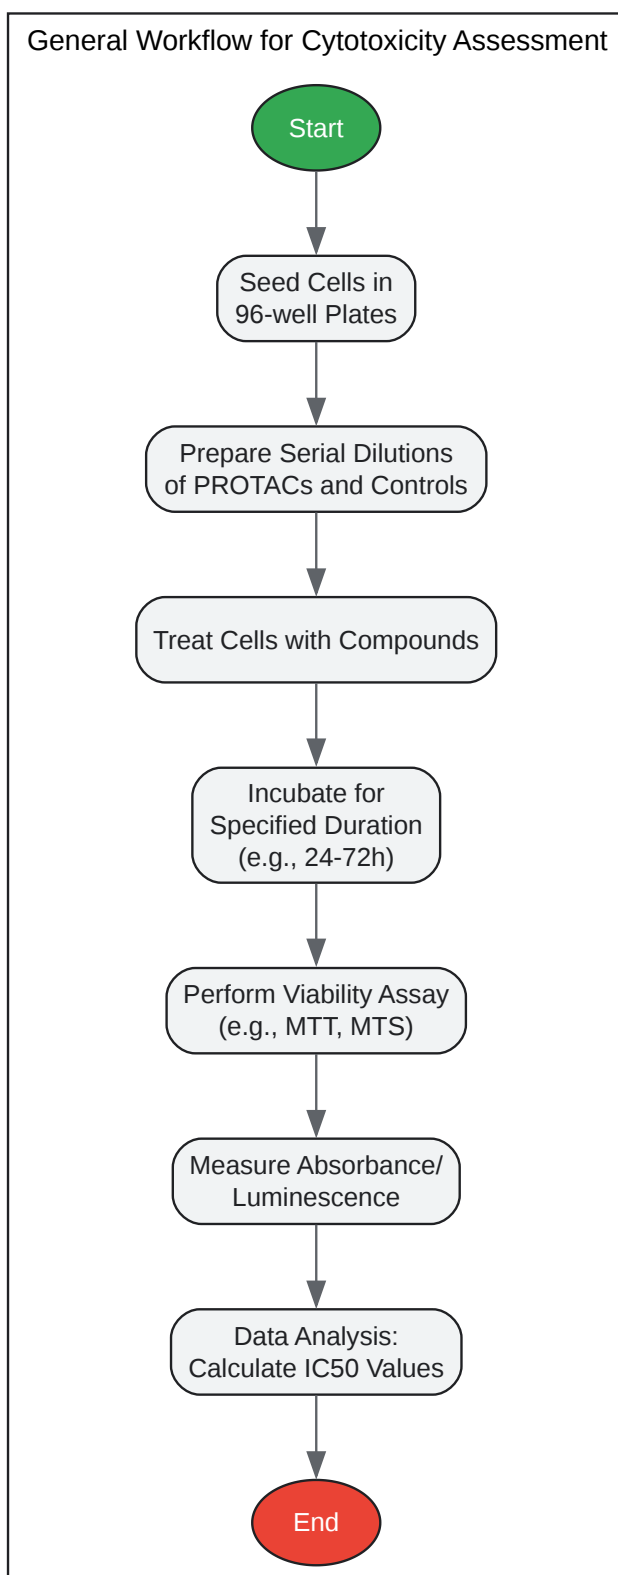 General Workflow for Cytotoxicity Assessment
Start
Seed Cells in
96-well Plates
Prepare Serial Dilutions
of PROTACs and Controls
Treat Cells with Compounds
Incubate for
Specified Duration
(e.g., 24-72h)
Perform Viability Assay
(e.g., MTT, MTS)
Measure Absorbance/
Luminescence
Data Analysis:
Calculate IC50 Values
End